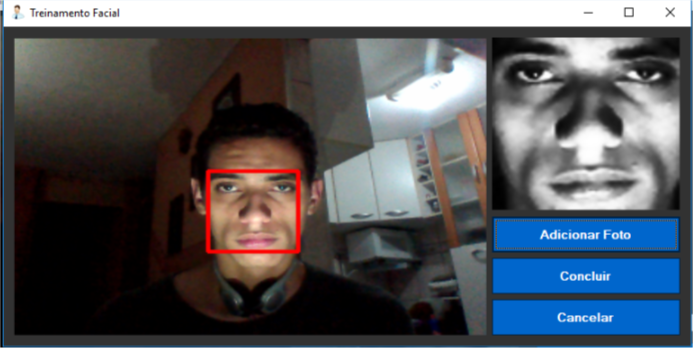 Treinamento Facial
Adicionar Foto
Concluir
Cancelar